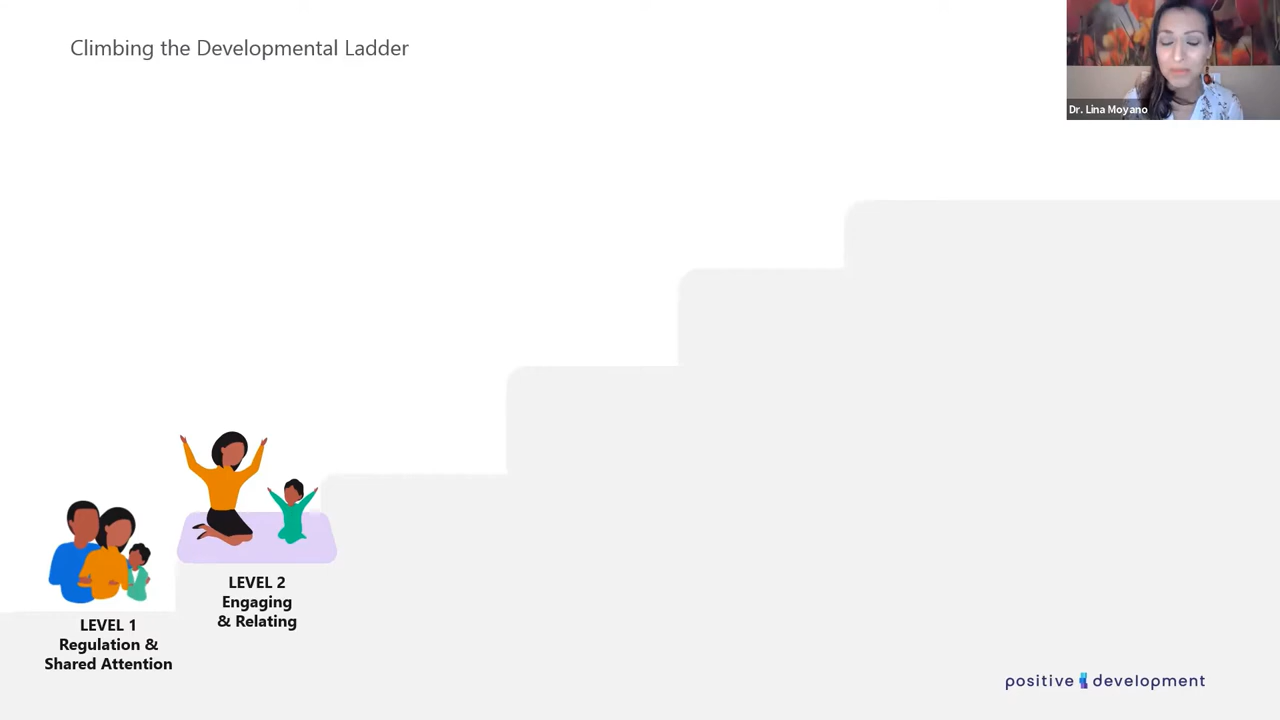 Climbing the Developmental Ladder
Dr. Lina Moyano
LEVEL 2
Engaging
& Relating
LEVEL 1
Regulation &
Shared Attention
positive development